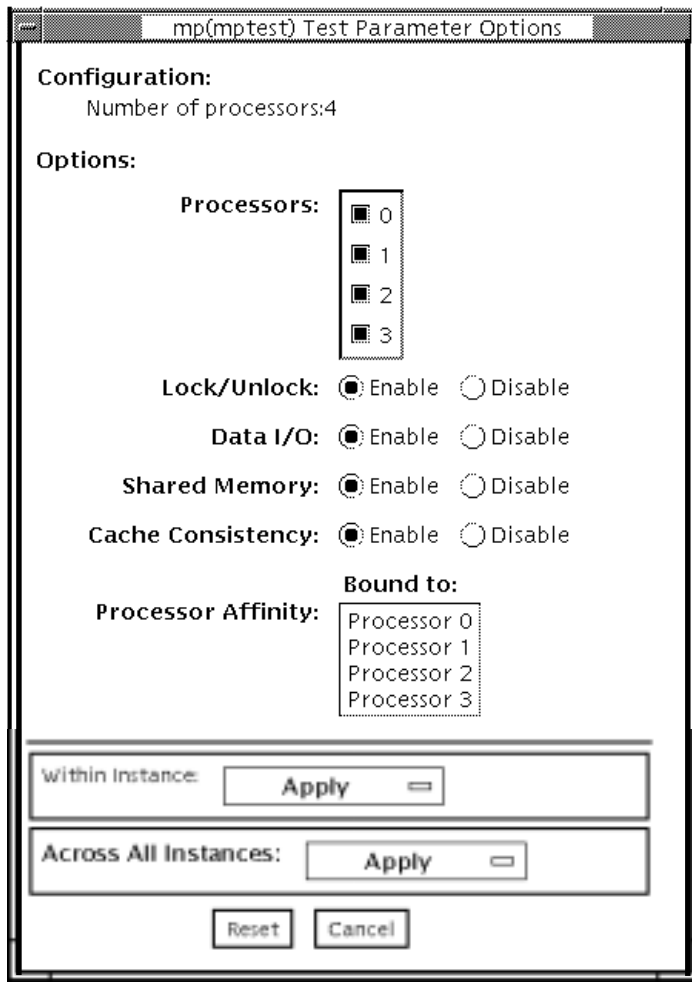 mp(mptest) Test Parameter Options
Configuration:
Number of processors:4
Options:
Processors:
0
1
2
3
Lock/Unlock: Enable Disable
Data I/O: Enable Disable
Shared Memory: Enable Disable
Cache Consistency: Enable Disable
Bound to:
Processor Affinity:
Processor 0
Processor 1
Processor 2
Processor 3
Within Instance: Apply
Across All Instances: Apply
Reset Cancel